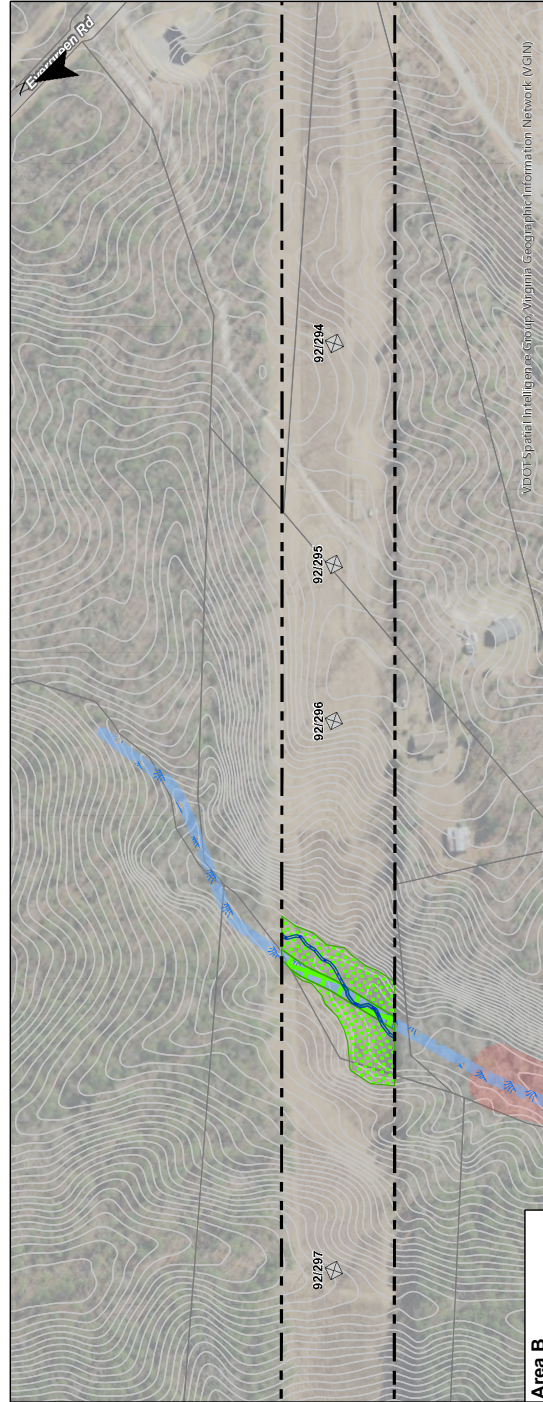 Evergreen Rd
92/294
92/295
92/296
92/297
VDOT Spatial Intelligence Group, Virginia Geographic Information Network (VGIN)
Area B